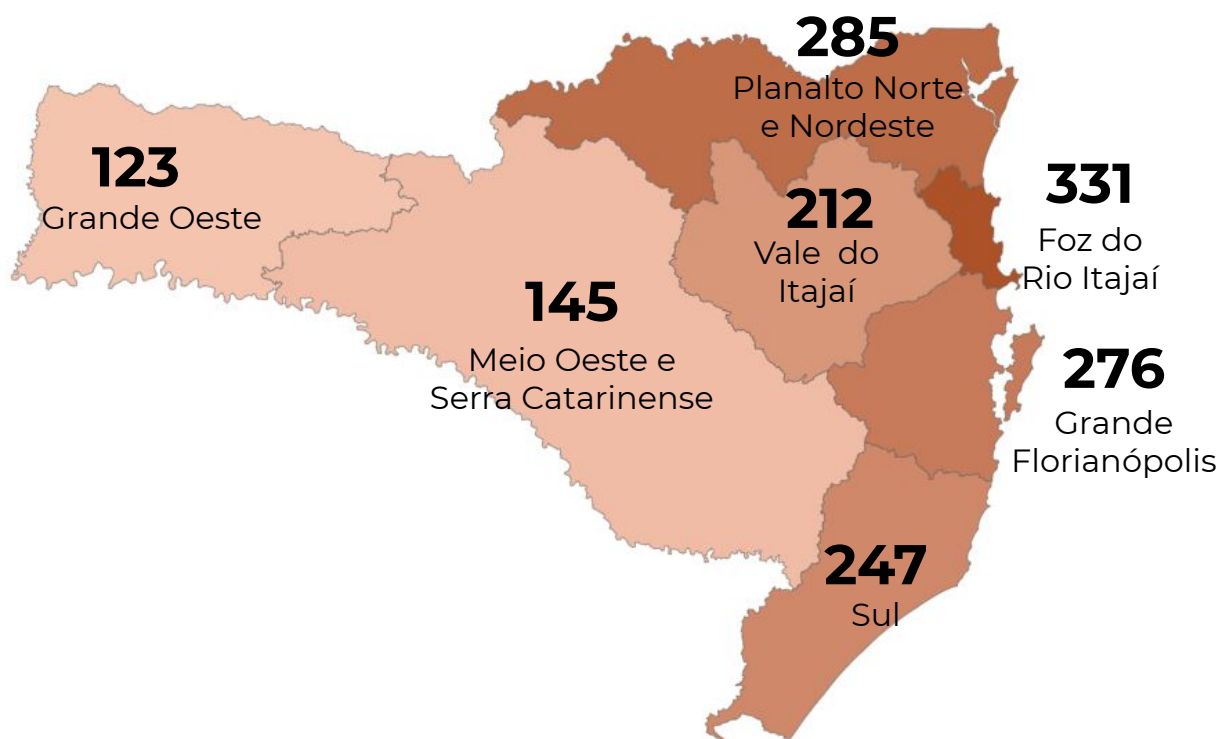 285
Planalto Norte
e Nordeste
123
Grande Oeste
331
Foz do
Rio Itajaí
212
Vale do
Itajaí
145
Meio Oeste e
Serra Catarinense
276
Grande
Florianópolis
247
Sul